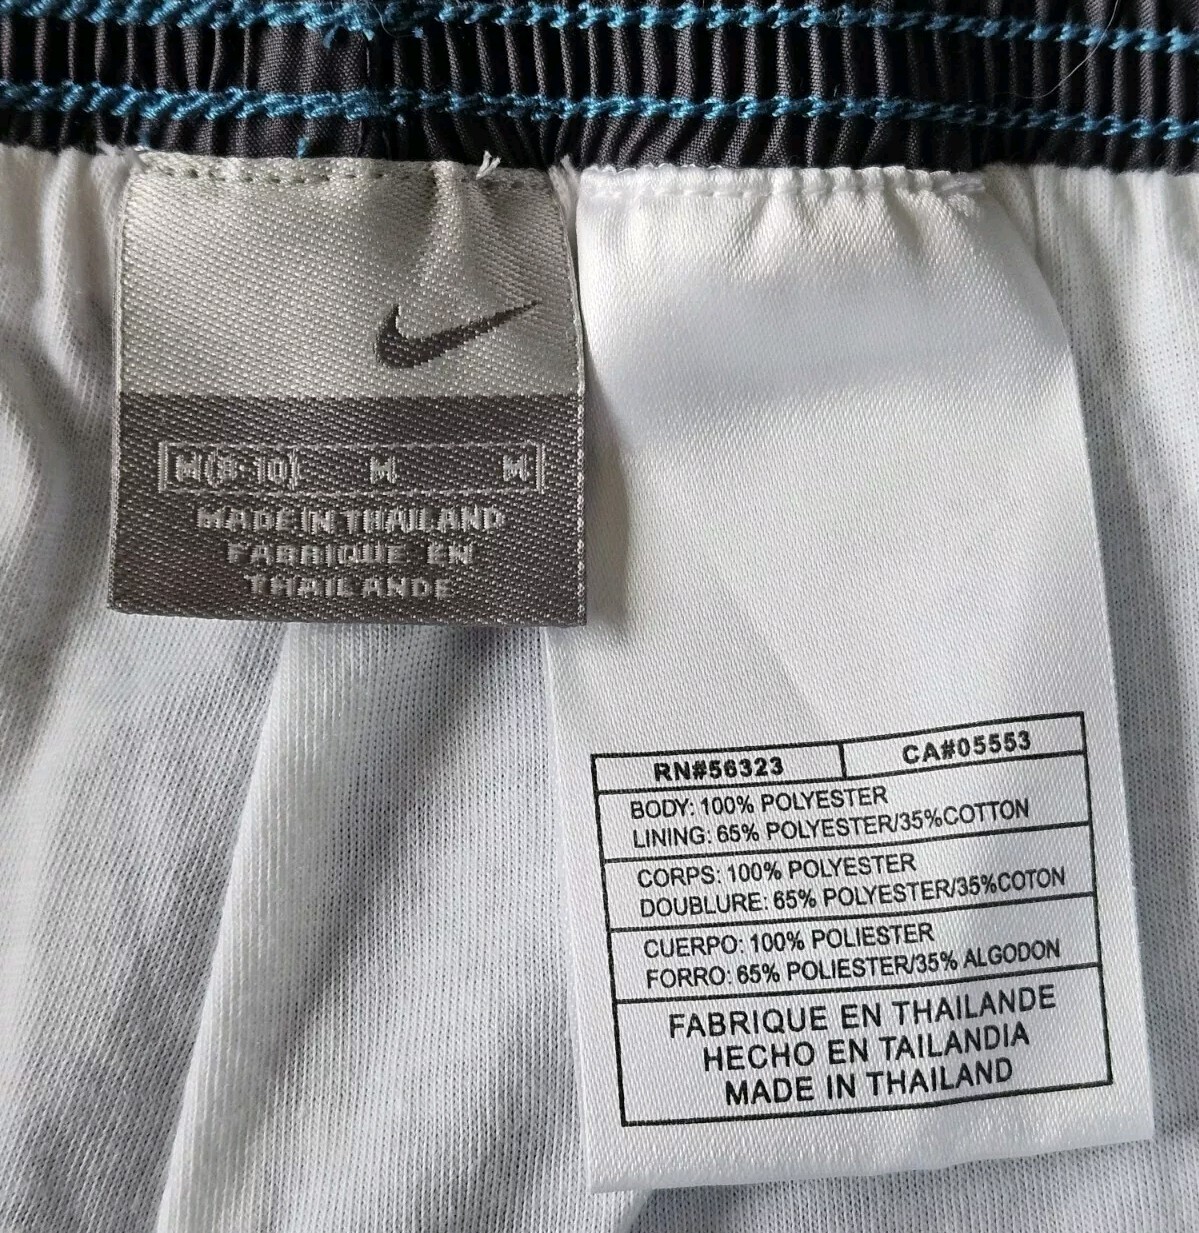 M(8-10) M M
MADE IN THAILAND
FABRIQUE EN
THAILANDE
RN#56323 CA#05553
BODY: 100% POLYESTER
LINING: 65% POLYESTER/35%COTTON
CORPS: 100% POLYESTER
DOUBLURE: 65% POLYESTER/35%COTON
CUERPO: 100% POLIESTER
FORRO: 65% POLIESTER/35% ALGODON
FABRIQUE EN THAILANDE
HECHO EN TAILANDIA
MADE IN THAILAND